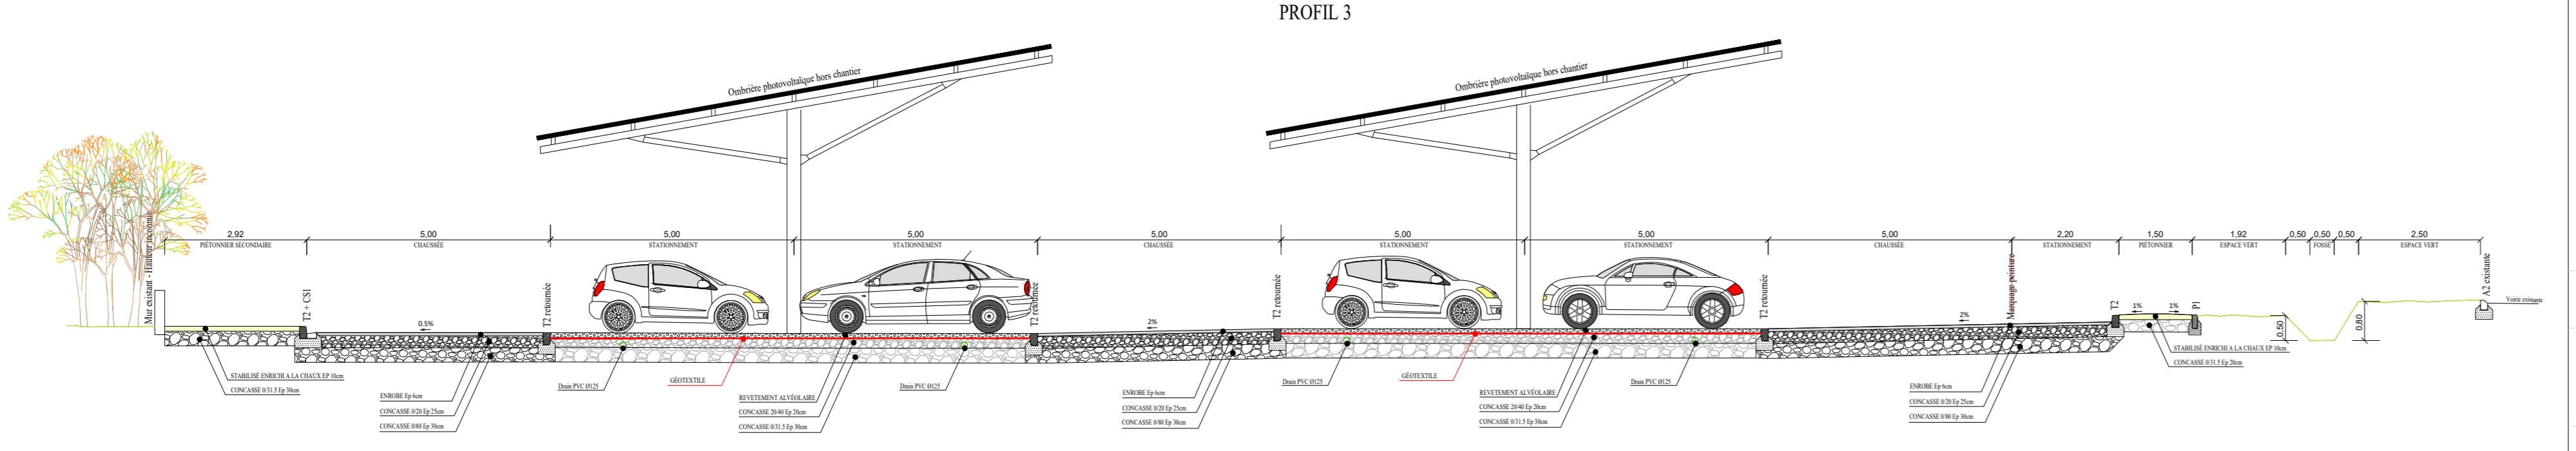 PROFIL 3
Ombrière photovoltaïque hors chantier
Ombrière photovoltaïque hors chantier
2,92
5,00
5,00
5,00
5,00
5,00
5,00
5,00
2,20
1,50
1,92
0,50
0,50
0,50
2,50
PIÉTONNIER SECONDAIRE
CHAUSSÉE
STATIONNEMENT
STATIONNEMENT
CHAUSSÉE
STATIONNEMENT
STATIONNEMENT
CHAUSSÉE
STATIONNEMENT
PIÉTONNIER
ESPACE VERT
FOSSÉ
ESPACE VERT
Mur existant - Hauteur inconnue
T2 + CS1
T2 retournée
T2 retournée
T2 retournée
T2 retournée
Marquage peinture
T2
P1
A2 existante
Voirie existante
0.5%
2%
2%
1%
1%
0,50
0,80
STABILISÉ ENRICHI A LA CHAUX EP 10cm
CONCASSE 0/31.5 Ep 30cm
ENROBE Ep 6cm
CONCASSE 0/20 Ep 25cm
CONCASSE 0/80 Ep 30cm
Drain PVC Ø125
GÉOTEXTILE
REVETEMENT ALVÉOLAIRE
CONCASSE 20/40 Ep 20cm
CONCASSE 0/31.5 Ep 30cm
Drain PVC Ø125
ENROBE Ep 6cm
CONCASSE 0/20 Ep 25cm
CONCASSE 0/80 Ep 30cm
Drain PVC Ø125
GÉOTEXTILE
REVETEMENT ALVÉOLAIRE
CONCASSE 20/40 Ep 20cm
CONCASSE 0/31.5 Ep 30cm
Drain PVC Ø125
ENROBE Ep 6cm
CONCASSE 0/20 Ep 25cm
CONCASSE 0/80 Ep 30cm
STABILISÉ ENRICHI A LA CHAUX EP 10cm
CONCASSE 0/31.5 Ep 20cm